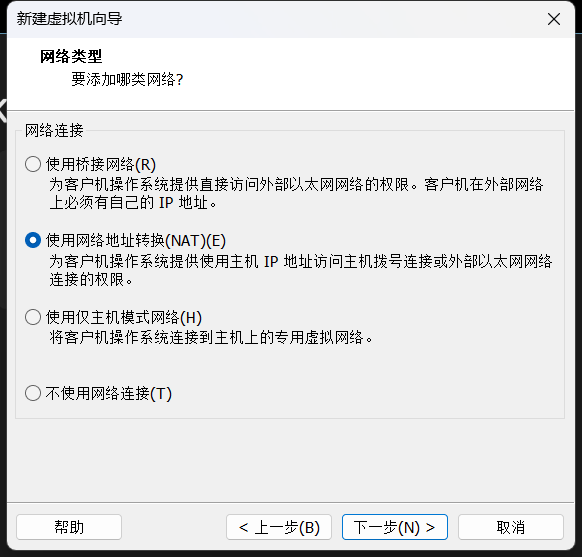 新建虚拟机向导
网络类型
要添加哪类网络?
网络连接
使用桥接网络(R)
为客户机操作系统提供直接访问外部以太网网络的权限。客户机在外部网络
上必须有自己的 IP 地址。
使用网络地址转换(NAT)(E)
为客户机操作系统提供使用主机 IP 地址访问主机拨号连接或外部以太网网络
连接的权限。
使用仅主机模式网络(H)
将客户机操作系统连接到主机上的专用虚拟网络。
不使用网络连接(T)
帮助
< 上一步(B)
下一步(N) >
取消